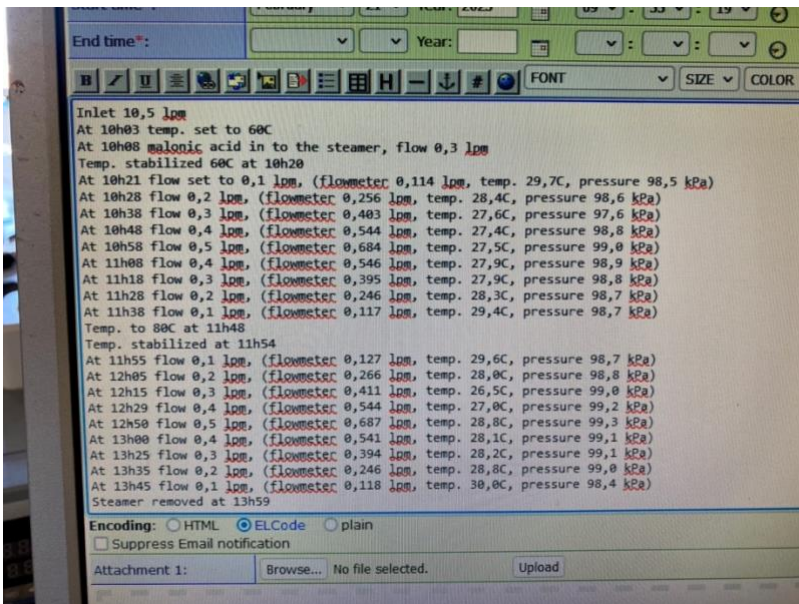 End time*:
Year:
B I U H # FONT SIZE COLOR
Inlet 10,5 lpm
At 10h03 temp. set to 60C
At 10h08 malonic acid in to the steamer, flow 0,3 lpm
Temp. stabilized 60C at 10h20
At 10h21 flow set to 0,1 lpm, (flowmeter 0,114 lpm, temp. 29,7C, pressure 98,5 kPa)
At 10h28 flow 0,2 lpm, (flowmeter 0,256 lpm, temp. 28,4C, pressure 98,6 kPa)
At 10h38 flow 0,3 lpm, (flowmeter 0,403 lpm, temp. 27,6C, pressure 97,6 kPa)
At 10h48 flow 0,4 lpm, (flowmeter 0,544 lpm, temp. 27,4C, pressure 98,8 kPa)
At 10h58 flow 0,5 lpm, (flowmeter 0,684 lpm, temp. 27,5C, pressure 99,0 kPa)
At 11h08 flow 0,4 lpm, (flowmeter 0,546 lpm, temp. 27,9C, pressure 98,9 kPa)
At 11h18 flow 0,3 lpm, (flowmeter 0,395 lpm, temp. 27,9C, pressure 98,8 kPa)
At 11h28 flow 0,2 lpm, (flowmeter 0,246 lpm, temp. 28,3C, pressure 98,7 kPa)
At 11h38 flow 0,1 lpm, (flowmeter 0,117 lpm, temp. 29,4C, pressure 98,7 kPa)
Temp. to 80C at 11h48
Temp. stabilized at 11h54
At 11h55 flow 0,1 lpm, (flowmeter 0,127 lpm, temp. 29,6C, pressure 98,7 kPa)
At 12h05 flow 0,2 lpm, (flowmeter 0,266 lpm, temp. 28,0C, pressure 98,8 kPa)
At 12h15 flow 0,3 lpm, (flowmeter 0,411 lpm, temp. 26,5C, pressure 99,0 kPa)
At 12h29 flow 0,4 lpm, (flowmeter 0,544 lpm, temp. 27,0C, pressure 99,2 kPa)
At 12h50 flow 0,5 lpm, (flowmeter 0,687 lpm, temp. 28,8C, pressure 99,3 kPa)
At 13h00 flow 0,4 lpm, (flowmeter 0,541 lpm, temp. 28,1C, pressure 99,1 kPa)
At 13h25 flow 0,3 lpm, (flowmeter 0,394 lpm, temp. 28,2C, pressure 99,1 kPa)
At 13h35 flow 0,2 lpm, (flowmeter 0,246 lpm, temp. 28,8C, pressure 99,0 kPa)
At 13h45 flow 0,1 lpm, (flowmeter 0,118 lpm, temp. 30,0C, pressure 98,4 kPa)
Steamer removed at 13h59
Encoding: HTML ELCode plain
Suppress Email notification
Attachment 1: Browse... No file selected. Upload